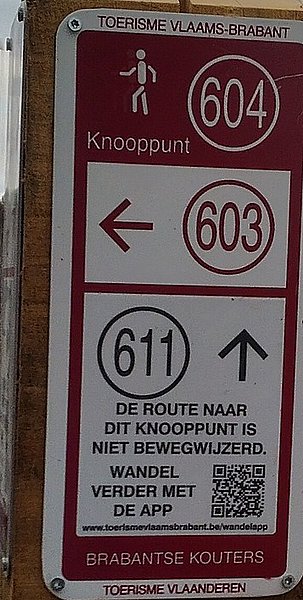 TOERISME VLAAMS-BRABANT
604
Knooppunt
← 603
611 ↑
DE ROUTE NAAR
DIT KNOOPPUNT IS
NIET BEWEGWIJZERD.
WANDEL
VERDER MET
DE APP
www.toerismevlaamsbrabant.be/wandelapp
BRABANTSE KOUTERS
TOERISME VLAANDEREN